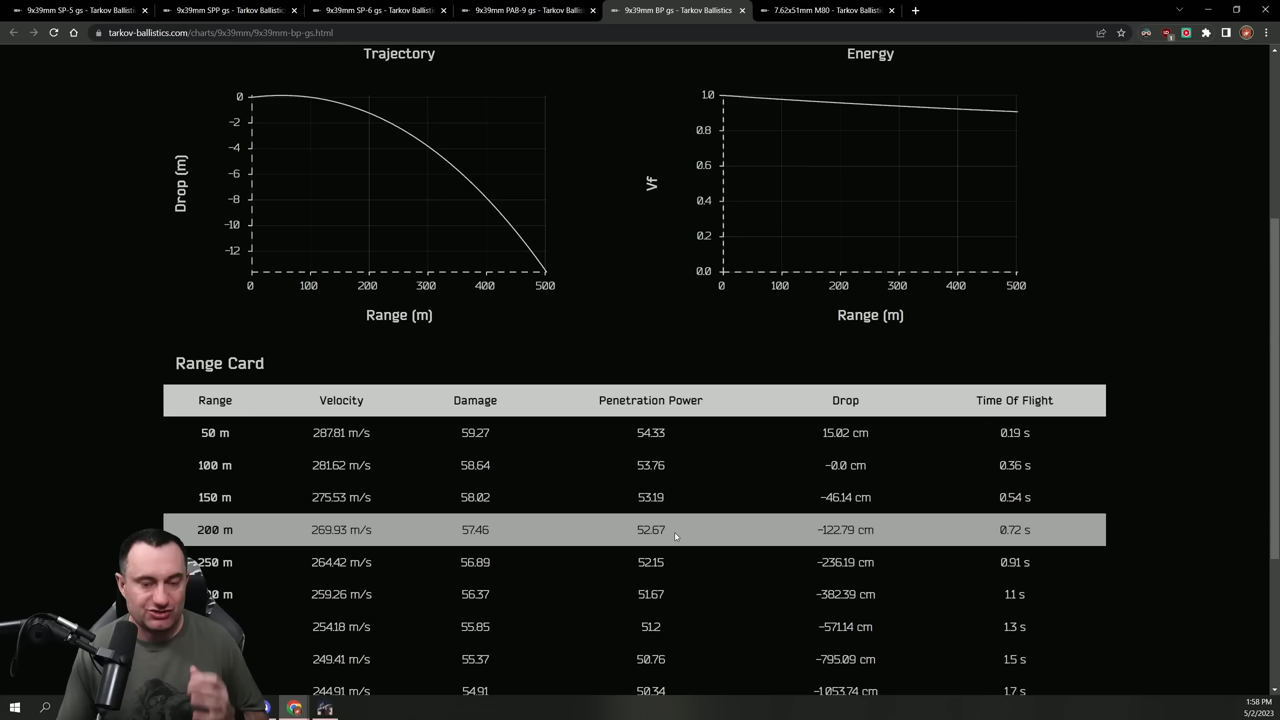 9x39mm SP-5 gs - Tarkov Ballisti
9x39mm SPP gs - Tarkov Ballistic
9x39mm SP-6 gs - Tarkov Ballisti
9x39mm PAB-9 gs - Tarkov Ballis
9x39mm BP gs - Tarkov Ballistics
7.62x51mm M80 - Tarkov Ballisti
tarkov-ballistics.com/charts/9x39mm/9x39mm-bp-gs.html
Trajectory
Energy
Drop (m)
0
-2
-4
-6
-8
-10
-12
0 100 200 300 400 500
Range (m)
Vf
1.0
0.8
0.6
0.4
0.2
0.0
0 100 200 300 400 500
Range (m)
Range Card
Range Velocity Damage Penetration Power Drop Time Of Flight
50 m 287.81 m/s 59.27 54.33 15.02 cm 0.19 s
100 m 281.62 m/s 58.64 53.76 -0.0 cm 0.36 s
150 m 275.53 m/s 58.02 53.19 -46.14 cm 0.54 s
200 m 269.93 m/s 57.46 52.67 -122.79 cm 0.72 s
250 m 264.42 m/s 56.89 52.15 -236.19 cm 0.91 s
m 259.26 m/s 56.37 51.67 -382.39 cm 1.1 s
254.18 m/s 55.85 51.2 -571.14 cm 1.3 s
249.41 m/s 55.37 50.76 -795.09 cm 1.5 s
244.91 m/s 54.91 50.34 -1053.74 cm 1.7 s
1:58 PM
5/2/2023